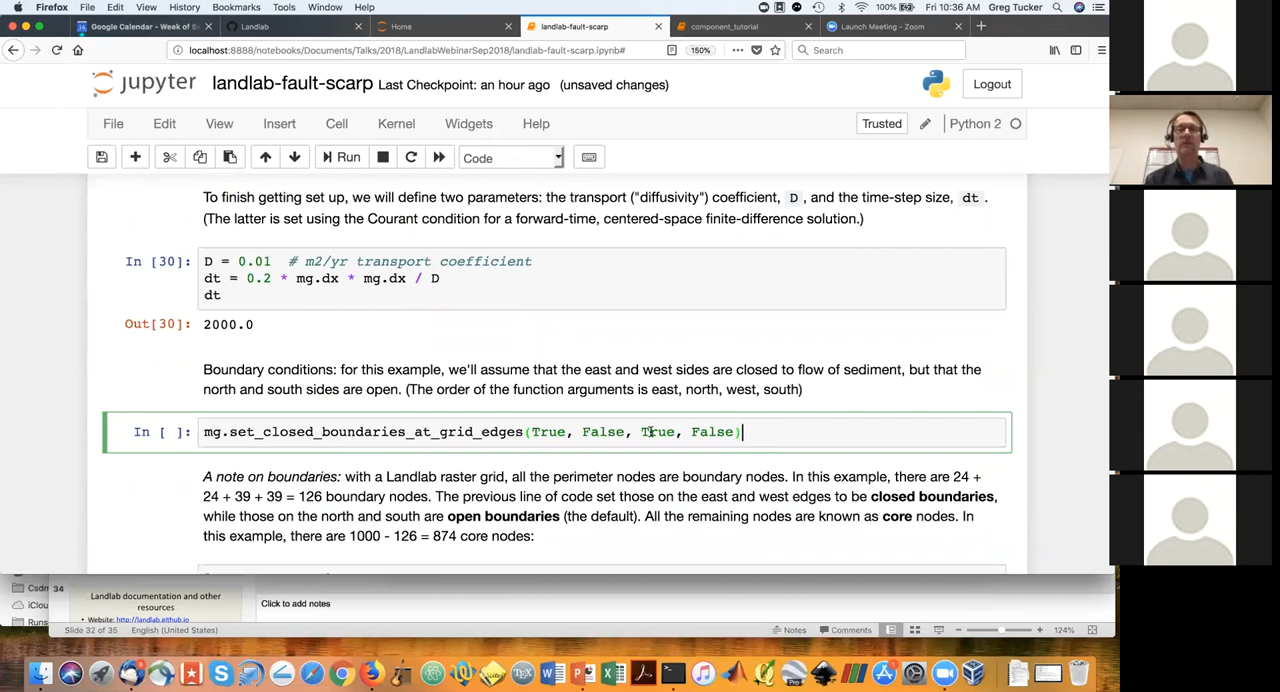 Firefox File Edit View History Bookmarks Tools Window Help 100% Fri 10:36 AM Greg Tucker
Google Calendar - Week of S
Landlab
Home
landlab-fault-scarp
component_tutorial
Launch Meeting - Zoom
localhost:8888/notebooks/Documents/Talks/2018/LandlabWebinarSep2018/landlab-fault-scarp.ipynb#
150%
Search
jupyter landlab-fault-scarp Last Checkpoint: an hour ago (unsaved changes)
Logout
File Edit View Insert Cell Kernel Widgets Help
Trusted
Python 2
Run
Code
To finish getting set up, we will define two parameters: the transport ("diffusivity") coefficient, D , and the time-step size, dt .
(The latter is set using the Courant condition for a forward-time, centered-space finite-difference solution.)
In [30]: D = 0.01 # m2/yr transport coefficient
dt = 0.2 * mg.dx * mg.dx / D
dt
Out[30]: 2000.0
Boundary conditions: for this example, we'll assume that the east and west sides are closed to flow of sediment, but that the
north and south sides are open. (The order of the function arguments is east, north, west, south)
In [ ]: mg.set_closed_boundaries_at_grid_edges(True, False, True, False)
A note on boundaries: with a Landlab raster grid, all the perimeter nodes are boundary nodes. In this example, there are 24 +
24 + 39 + 39 = 126 boundary nodes. The previous line of code set those on the east and west edges to be closed boundaries,
while those on the north and south are open boundaries (the default). All the remaining nodes are known as core nodes. In
this example, there are 1000 - 126 = 874 core nodes:
Csdn
34
iClou
Runs
Landlab documentation and other
resources
• Website: http://landlab.github.io
Click to add notes
Slide 32 of 35
English (United States)
Notes
Comments
124%